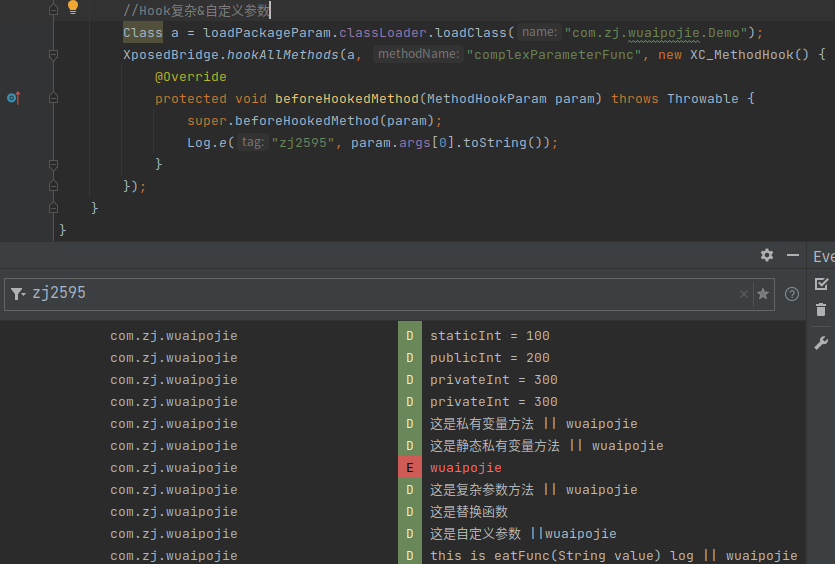 //Hook复杂&自定义参数
Class a = loadPackageParam.classLoader.loadClass( name: "com.zj.wuaipojie.Demo");
XposedBridge.hookAllMethods(a, methodName: "complexParameterFunc", new XC_MethodHook() {
@Override
protected void beforeHookedMethod(MethodHookParam param) throws Throwable {
super.beforeHookedMethod(param);
Log.e( tag: "zj2595", param.args[0].toString());
}
});
}
}
Eve
zj2595
com.zj.wuaipojie D staticInt = 100
com.zj.wuaipojie D publicInt = 200
com.zj.wuaipojie D privateInt = 300
com.zj.wuaipojie D privateInt = 300
com.zj.wuaipojie D 这是私有变量方法 || wuaipojie
com.zj.wuaipojie D 这是静态私有变量方法 || wuaipojie
com.zj.wuaipojie E wuaipojie
com.zj.wuaipojie D 这是复杂参数方法 || wuaipojie
com.zj.wuaipojie D 这是替换函数
com.zj.wuaipojie D 这是自定义参数 ||wuaipojie
com.zj.wuaipojie D this is eatFunc(String value) log || wuaipojie